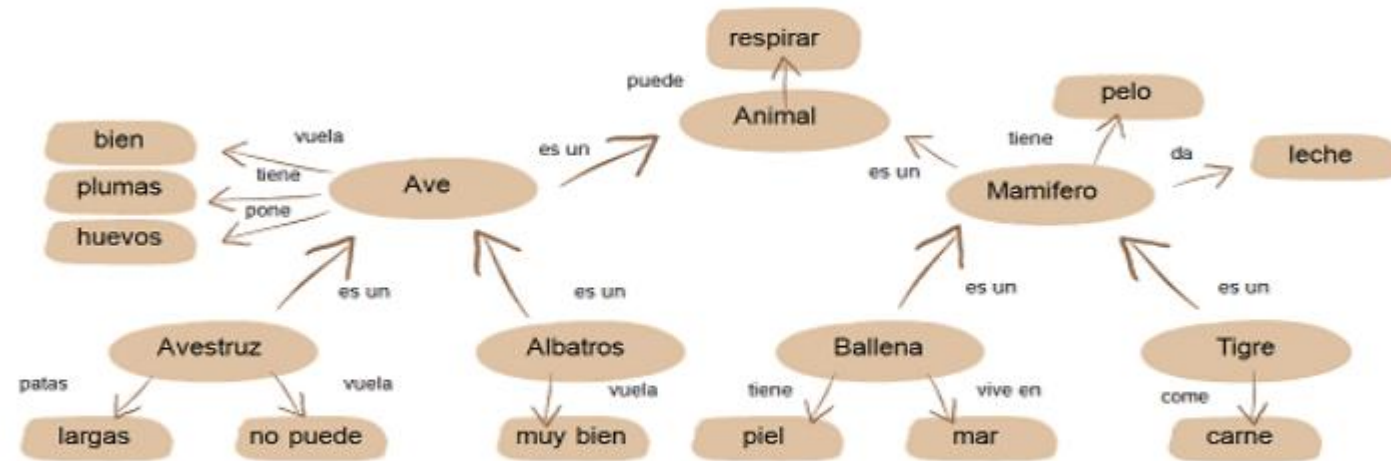 respirar
puede
Animal
pelo
bien
vuela
es un
tiene
da
leche
plumas
tiene
Ave
es un
Mamifero
huevos
pone
es un
es un
es un
es un
Avestruz
Albatros
Ballena
Tigre
patas
vuela
vuela
tiene
vive en
come
largas
no puede
muy bien
piel
mar
carne